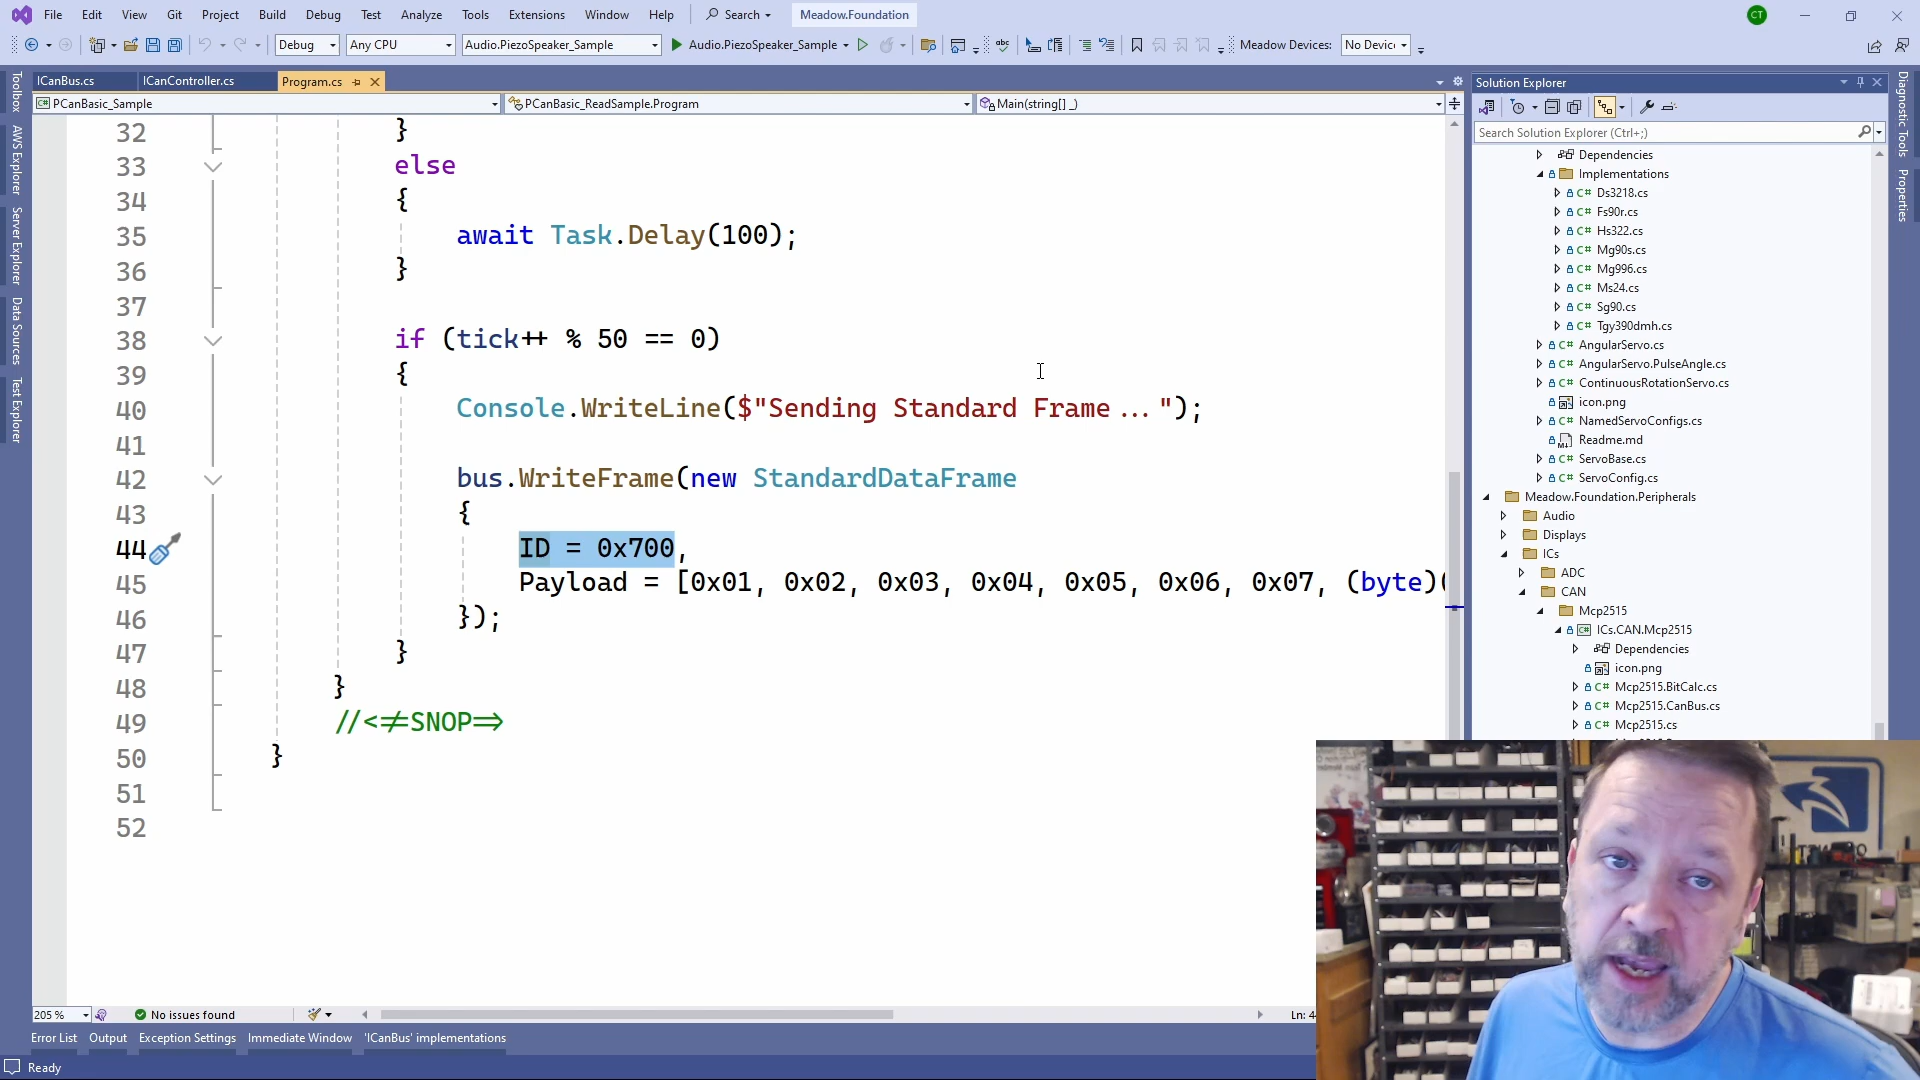 File Edit View Git Project Build Debug Test Analyze Tools Extensions Window Help Search Meadow.Foundation CT
Debug Any CPU Audio.PiezoSpeaker_Sample Audio.PiezoSpeaker_Sample Meadow Devices: No Devic
ICanBus.cs ICanController.cs Program.cs
PCanBasic_Sample PCanBasic_ReadSample.Program Main(string[] _)
Toolbox
AWS Explorer
Server Explorer
Data Sources
Test Explorer
32 }
33 else
34 {
35 await Task.Delay(100);
36 }
37
38 if (tick++ % 50 == 0)
39 {
40 Console.WriteLine($"Sending Standard Frame...");
41
42 bus.WriteFrame(new StandardDataFrame
43 {
44 ID = 0x700,
45 Payload = [0x01, 0x02, 0x03, 0x04, 0x05, 0x06, 0x07, (byte)(
46 });
47 }
48 }
49 //<!=SNOP=>
50 }
51
52
205 % No issues found Ln: 4
Error List Output Exception Settings Immediate Window 'ICanBus' implementations
Ready
Solution Explorer
Search Solution Explorer (Ctrl+;)
Dependencies
Implementations
C# Ds3218.cs
C# Fs90r.cs
C# Hs322.cs
C# Mg90s.cs
C# Mg996.cs
C# Ms24.cs
C# Sg90.cs
C# Tgy390dmh.cs
C# AngularServo.cs
C# AngularServo.PulseAngle.cs
C# ContinuousRotationServo.cs
icon.png
C# NamedServoConfigs.cs
Readme.md
C# ServoBase.cs
C# ServoConfig.cs
Meadow.Foundation.Peripherals
Audio
Displays
ICs
ADC
CAN
Mcp2515
C# ICs.CAN.Mcp2515
Dependencies
icon.png
C# Mcp2515.BitCalc.cs
C# Mcp2515.CanBus.cs
C# Mcp2515.cs
Diagnostic Tools
Properties